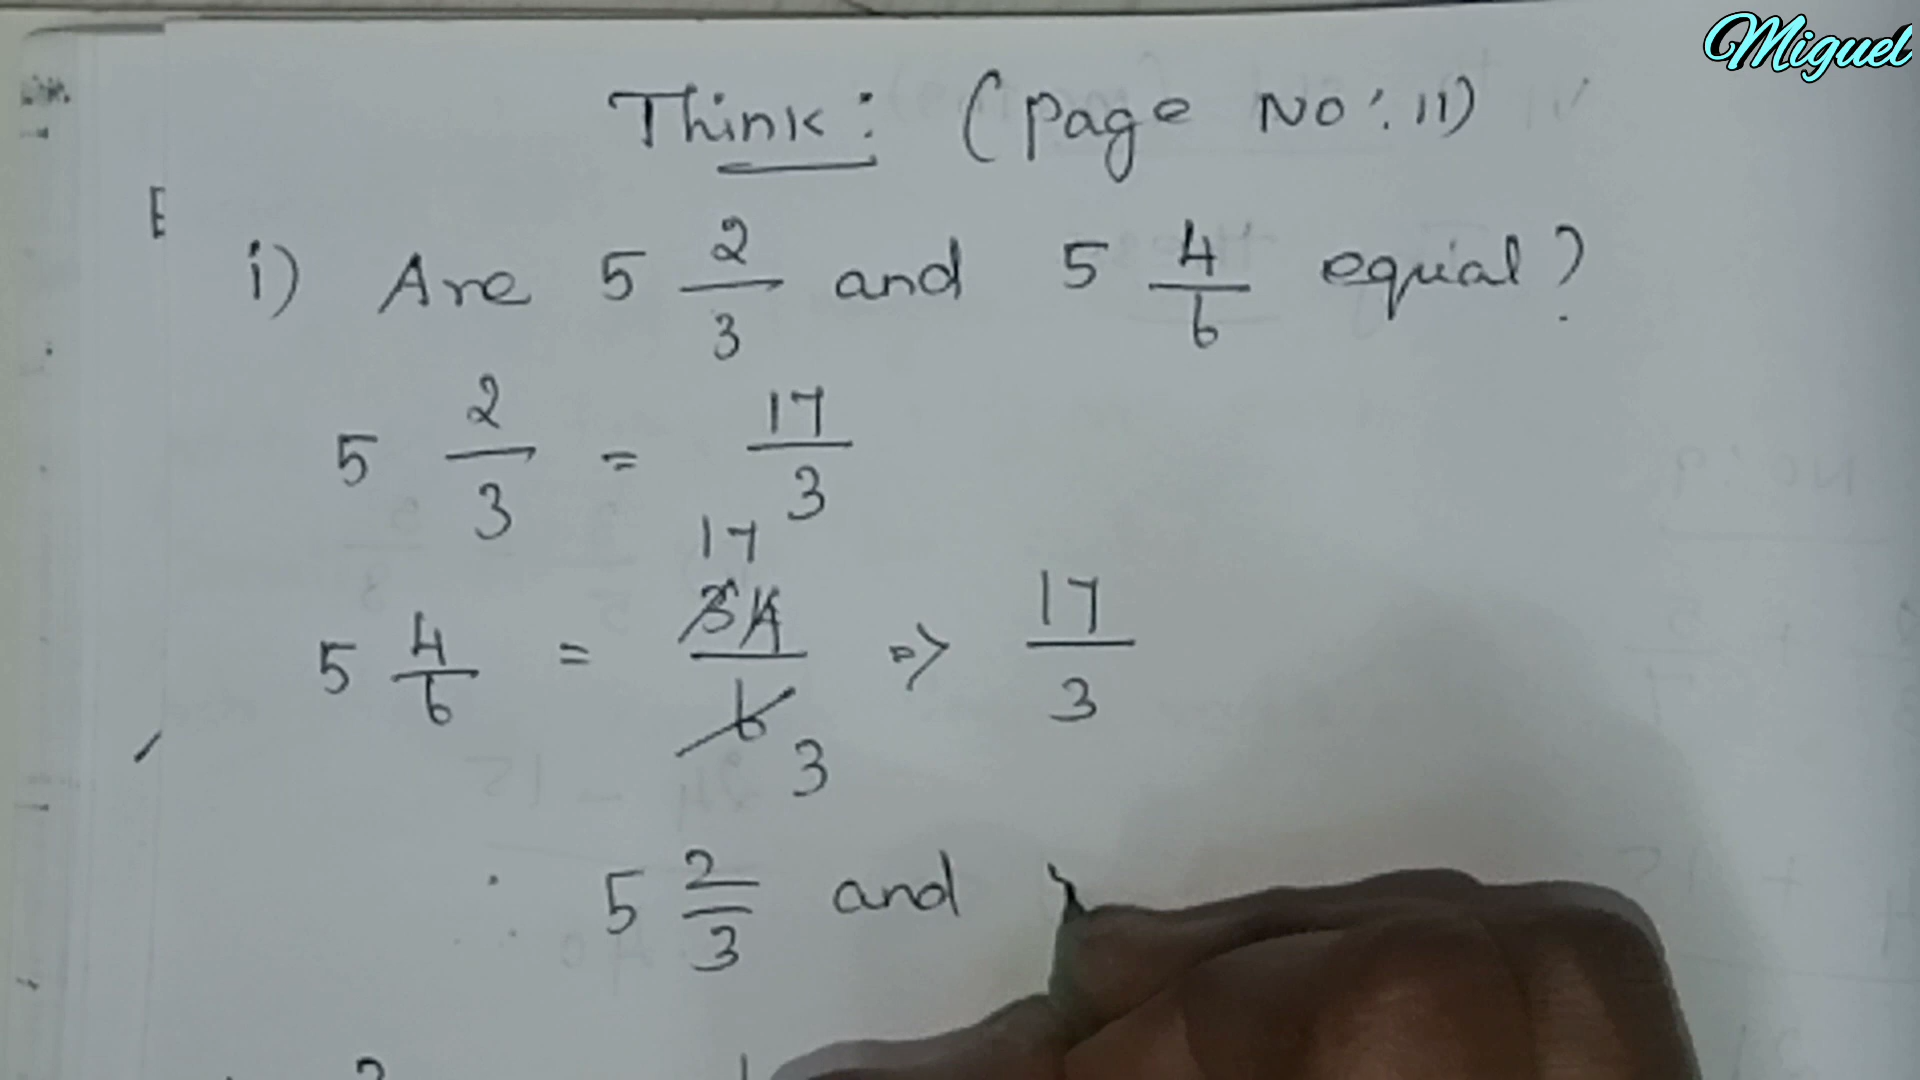 Miguel
Think: (Page No: 11)
i) Are 5 2/3 and 5 4/6 equal?
5 2/3 = 17/3
17
5 4/6 = 34/6 ⇒ 17/3
3
∴ 5 2/3 and